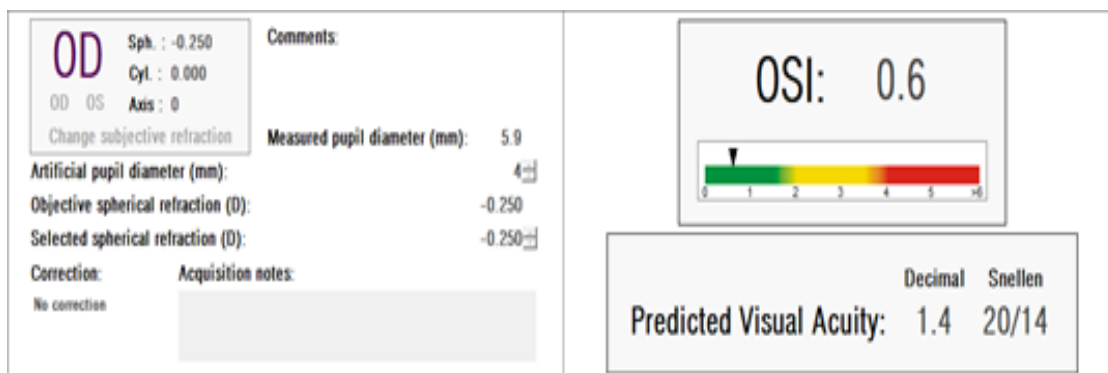 OD
Sph. : -0.250
Cyl. : 0.000
OD OS Axis : 0
Change subjective refraction
Comments:
Measured pupil diameter (mm): 5.9
Artificial pupil diameter (mm): 4
Objective spherical refraction (D): -0.250
Selected spherical refraction (D): -0.250
Correction: Acquisition notes:
No correction
OSI: 0.6
0 1 2 3 4 5 >6
Decimal Snellen
Predicted Visual Acuity: 1.4 20/14